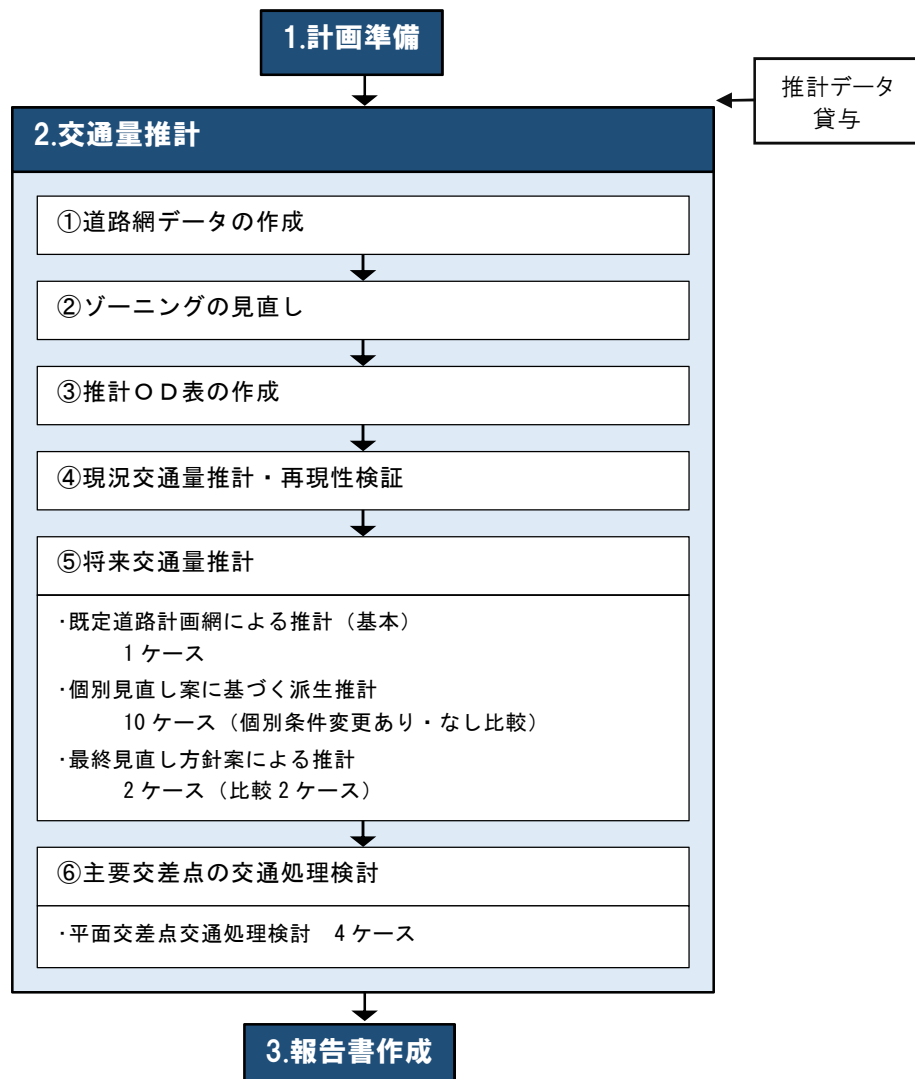 1.計画準備
推計データ
貸与
2.交通量推計
①道路網データの作成
②ゾーニングの見直し
③推計OD表の作成
④現況交通量推計・再現性検証
⑤将来交通量推計
・既定道路計画網による推計（基本）
1ケース
・個別見直し案に基づく派生推計
10ケース（個別条件変更あり・なし比較）
・最終見直し方針案による推計
2ケース（比較2ケース）
⑥主要交差点の交通処理検討
・平面交差点交通処理検討　4ケース
3.報告書作成